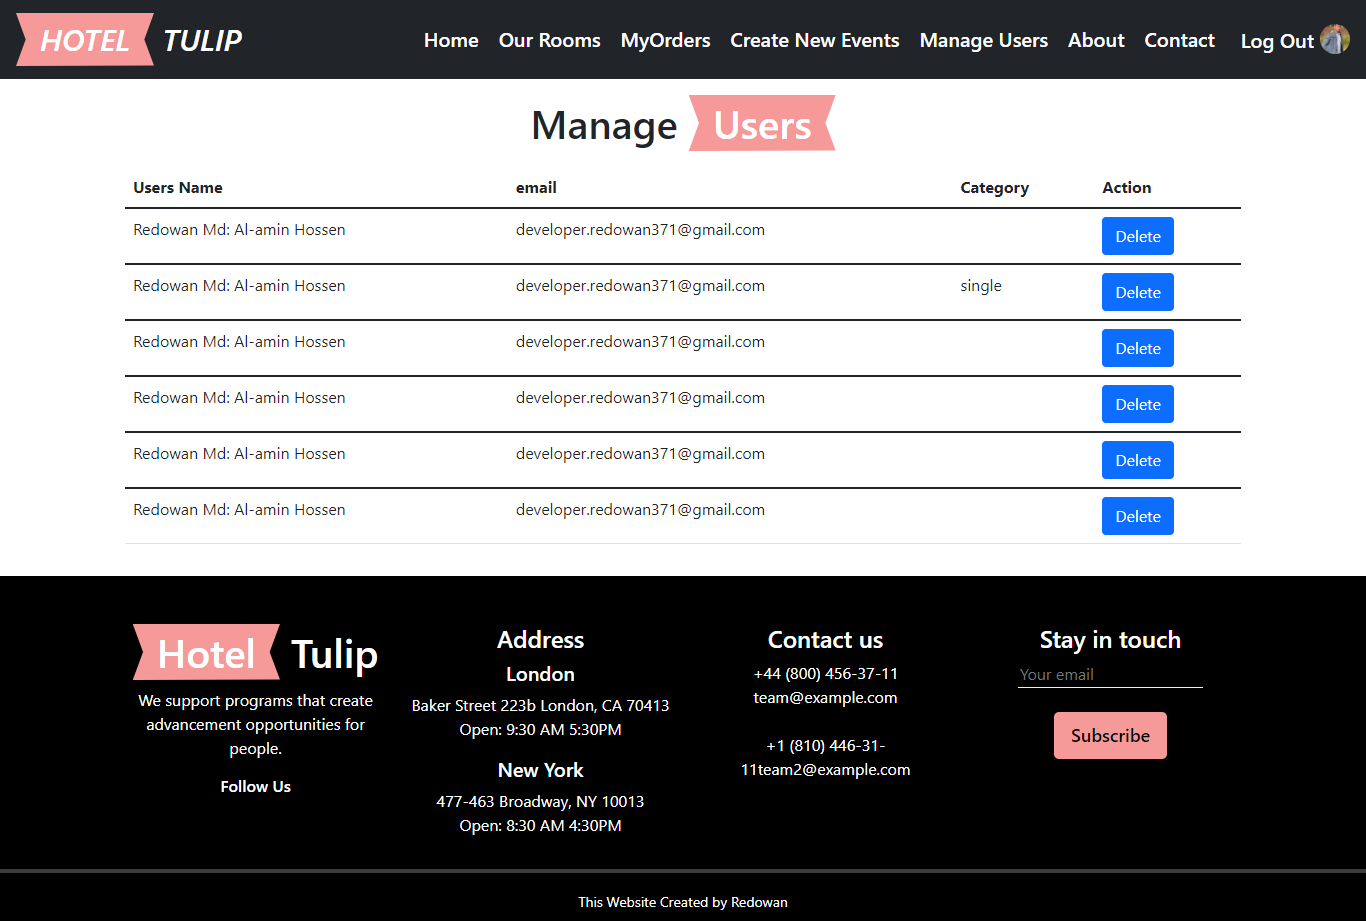 HOTEL TULIP
Home Our Rooms MyOrders Create New Events Manage Users About Contact Log Out
Manage Users
Users Name email Category Action
Redowan Md: Al-amin Hossen developer.redowan371@gmail.com Delete
Redowan Md: Al-amin Hossen developer.redowan371@gmail.com single Delete
Redowan Md: Al-amin Hossen developer.redowan371@gmail.com Delete
Redowan Md: Al-amin Hossen developer.redowan371@gmail.com Delete
Redowan Md: Al-amin Hossen developer.redowan371@gmail.com Delete
Redowan Md: Al-amin Hossen developer.redowan371@gmail.com Delete
Hotel Tulip
We support programs that create
advancement opportunities for
people.
Follow Us
Address
London
Baker Street 223b London, CA 70413
Open: 9:30 AM 5:30PM
New York
477-463 Broadway, NY 10013
Open: 8:30 AM 4:30PM
Contact us
+44 (800) 456-37-11
team@example.com
+1 (810) 446-31-
11team2@example.com
Stay in touch
Your email
Subscribe
This Website Created by Redowan